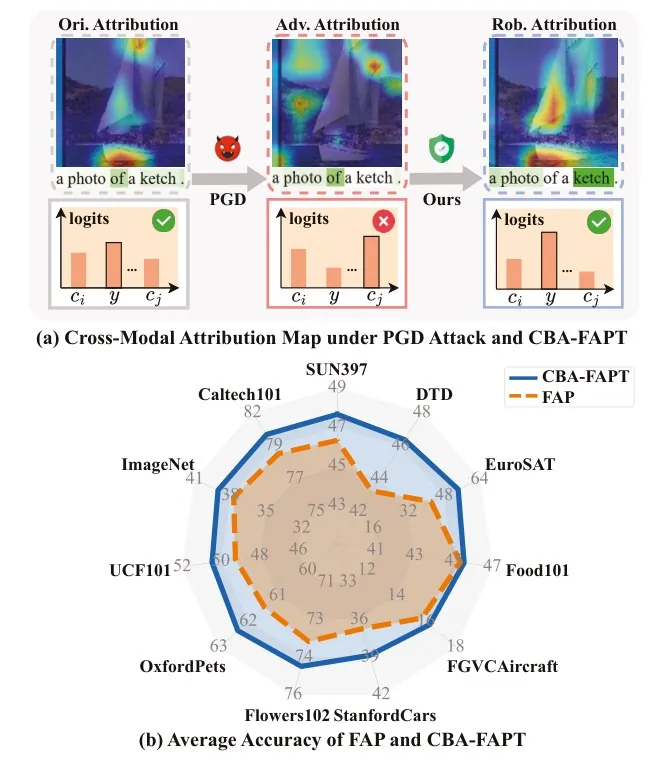 Ori. Attribution Adv. Attribution Rob. Attribution
a photo of a ketch . a photo of a ketch . a photo of a ketch .
PGD Ours
logits logits logits
c_i y ... c_j c_i y ... c_j c_i y ... c_j
(a) Cross-Modal Attribution Map under PGD Attack and CBA-FAPT
CBA-FAPT
FAP
SUN397
49
47
45
43
DTD
48
46
44
42
EuroSAT
64
48
32
16
Food101
47
43
41
FGVCAircraft
18
16
14
12
StanfordCars
42
39
36
33
Flowers102
76
74
73
71
OxfordPets
63
62
61
60
UCF101
52
50
48
46
ImageNet
41
38
35
32
Caltech101
82
79
77
75
(b) Average Accuracy of FAP and CBA-FAPT